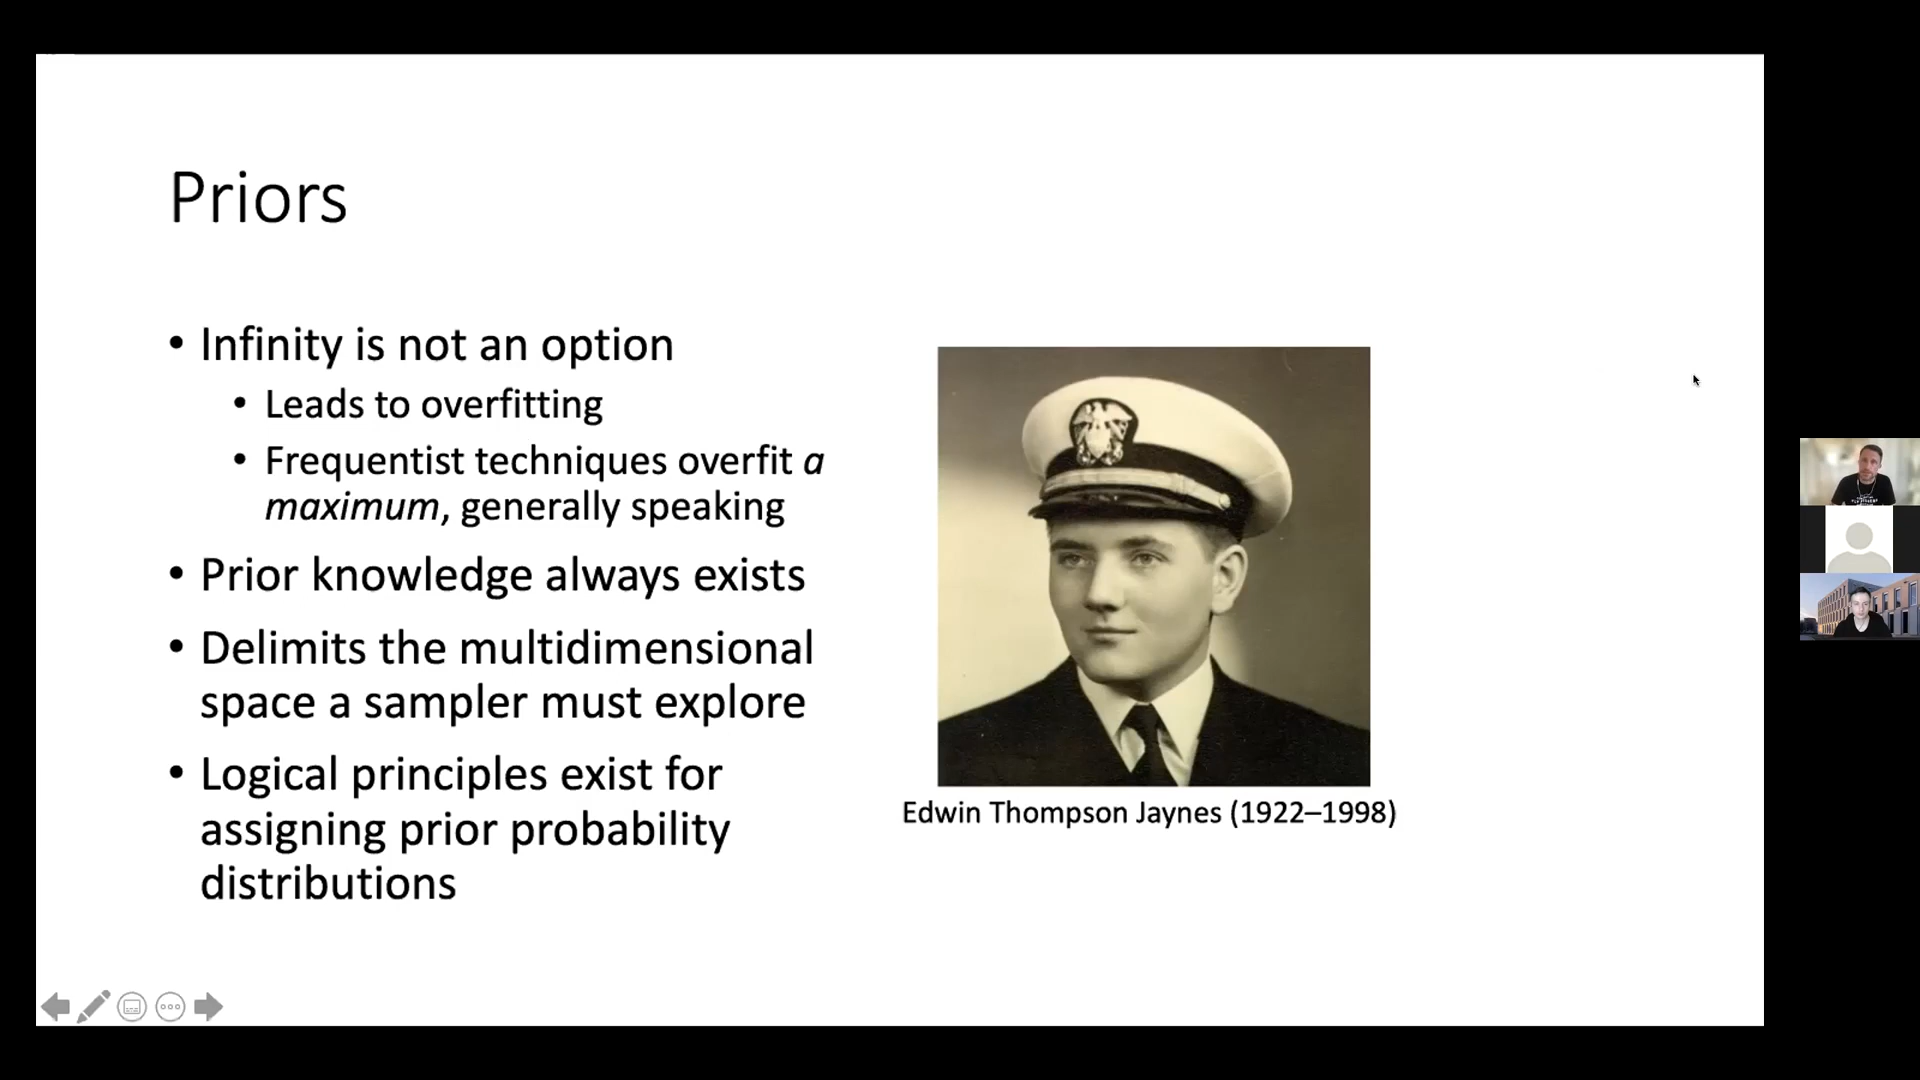 Priors
• Infinity is not an option
• Leads to overfitting
• Frequentist techniques overfit a
maximum, generally speaking
• Prior knowledge always exists
• Delimits the multidimensional
space a sampler must explore
• Logical principles exist for
assigning prior probability
distributions
Edwin Thompson Jaynes (1922–1998)